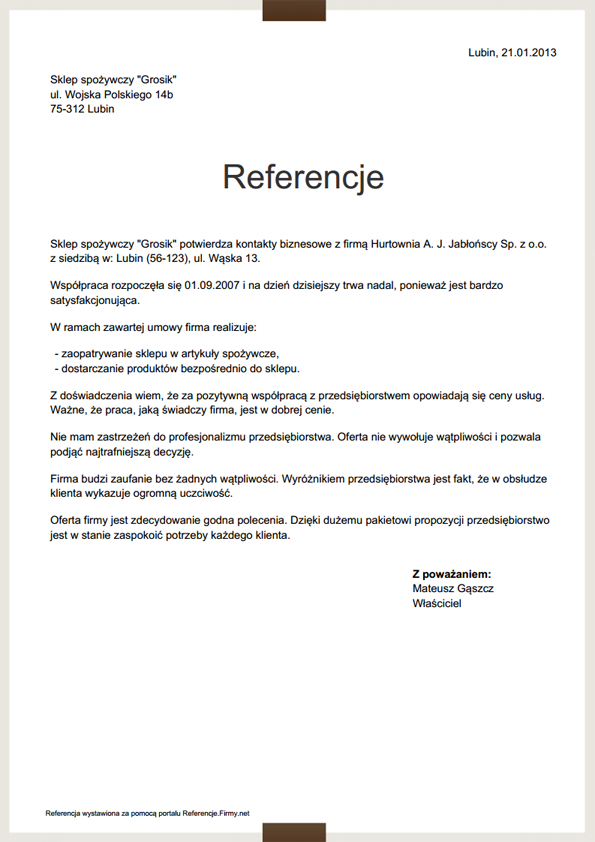 Lubin, 21.01.2013
Sklep spożywczy "Grosik"
ul. Wojska Polskiego 14b
75-312 Lubin
Referencje
Sklep spożywczy "Grosik" potwierdza kontakty biznesowe z firmą Hurtownia A. J. Jabłońscy Sp. z o.o.
z siedzibą w: Lubin (56-123), ul. Wąska 13.
Współpraca rozpoczęła się 01.09.2007 i na dzień dzisiejszy trwa nadal, ponieważ jest bardzo
satysfakcjonująca.
W ramach zawartej umowy firma realizuje:
- zaopatrywanie sklepu w artykuły spożywcze,
- dostarczanie produktów bezpośrednio do sklepu.
Z doświadczenia wiem, że za pozytywną współpracą z przedsiębiorstwem opowiadają się ceny usług.
Ważne, że praca, jaką świadczy firma, jest w dobrej cenie.
Nie mam zastrzeżeń do profesjonalizmu przedsiębiorstwa. Oferta nie wywołuje wątpliwości i pozwala
podjąć najtrafniejszą decyzję.
Firma budzi zaufanie bez żadnych wątpliwości. Wyróżnikiem przedsiębiorstwa jest fakt, że w obsłudze
klienta wykazuje ogromną uczciwość.
Oferta firmy jest zdecydowanie godna polecenia. Dzięki dużemu pakietowi propozycji przedsiębiorstwo
jest w stanie zaspokoić potrzeby każdego klienta.
Z poważaniem:
Mateusz Gąszcz
Właściciel
Referencja wystawiona za pomocą portalu Referencje.Firmy.net